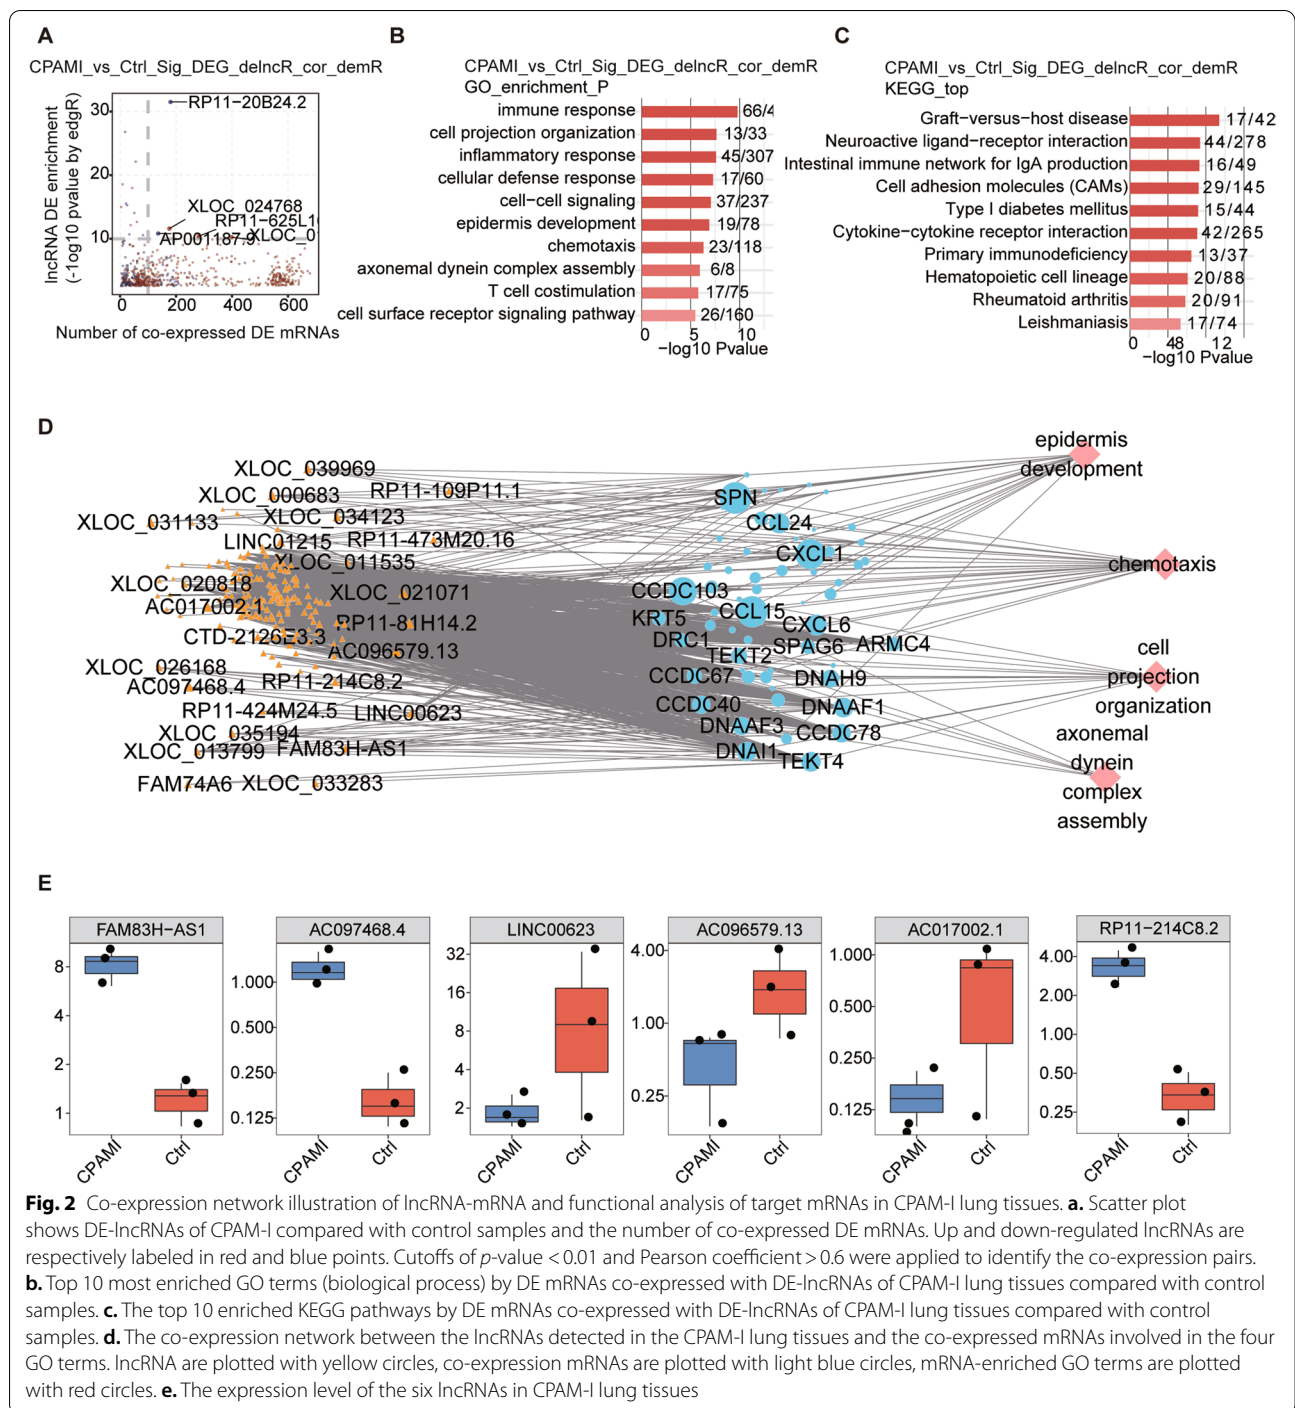 A
CPAMI_vs_Ctrl_Sig_DEG_delncR_cor_demR
lncRNA DE enrichment
(-log10 pvalue by edgR)
30
20
10
RP11-20B24.2
XLOC_024768
RP11-625L1
AP001187.9
XLOC_0
0 200 400 600
Number of co-expressed DE mRNAs
B
CPAMI_vs_Ctrl_Sig_DEG_delncR_cor_demR
GO_enrichment_P
immune response 66/4
cell projection organization 13/33
inflammatory response 45/307
cellular defense response 17/60
cell-cell signaling 37/237
epidermis development 19/78
chemotaxis 23/118
axonemal dynein complex assembly 6/8
T cell costimulation 17/75
cell surface receptor signaling pathway 26/160
0 5 10
-log10 Pvalue
C
CPAMI_vs_Ctrl_Sig_DEG_delncR_cor_demR
KEGG_top
Graft-versus-host disease 17/42
Neuroactive ligand-receptor interaction 44/278
Intestinal immune network for IgA production 16/49
Cell adhesion molecules (CAMs) 29/145
Type I diabetes mellitus 15/44
Cytokine-cytokine receptor interaction 42/265
Primary immunodeficiency 13/37
Hematopoietic cell lineage 20/88
Rheumatoid arthritis 20/91
Leishmaniasis 17/74
0 4 8 12
-log10 Pvalue
D
XLOC_039969
XLOC_000683 RP11-109P11.1
XLOC_031133 XLOC_034123
LINC01215 RP11-473M20.16
XLOC_011535
XLOC_020818 XLOC_021071
AC017002.1
RP11-81H14.2
CTD-2126E3.3
AC096579.13
XLOC_026168
AC097468.4 RP11-214C8.2
RP11-424M24.5 LINC00623
XLOC_035194
XLOC_013799 FAM83H-AS1
FAM74A6 XLOC_033283
SPN
CCL24
CXCL1
CCDC103
CCL15
KRT5 CXCL6
DRC1 SPAG6 ARMC4
TEKT2
CCDC67 DNAH9
CCDC40 DNAAF1
DNAAF3 CCDC78
DNAI1
TEKT4
epidermis
development
chemotaxis
cell
projection
organization
axonemal
dynein
complex
assembly
E
FAM83H-AS1
8
4
2
1
CPAMI Ctrl
AC097468.4
1.000
0.500
0.250
0.125
CPAMI Ctrl
LINC00623
32
16
8
4
2
CPAMI Ctrl
AC096579.13
4.00
1.00
0.25
CPAMI Ctrl
AC017002.1
1.000
0.500
0.250
0.125
CPAMI Ctrl
RP11-214C8.2
4.00
2.00
1.00
0.50
0.25
CPAMI Ctrl
Fig. 2 Co-expression network illustration of lncRNA-mRNA and functional analysis of target mRNAs in CPAM-I lung tissues. a. Scatter plot
shows DE-lncRNAs of CPAM-I compared with control samples and the number of co-expressed DE mRNAs. Up and down-regulated lncRNAs are
respectively labeled in red and blue points. Cutoffs of p-value < 0.01 and Pearson coefficient > 0.6 were applied to identify the co-expression pairs.
b. Top 10 most enriched GO terms (biological process) by DE mRNAs co-expressed with DE-lncRNAs of CPAM-I lung tissues compared with control
samples. c. The top 10 enriched KEGG pathways by DE mRNAs co-expressed with DE-lncRNAs of CPAM-I lung tissues compared with control
samples. d. The co-expression network between the lncRNAs detected in the CPAM-I lung tissues and the co-expressed mRNAs involved in the four
GO terms. lncRNA are plotted with yellow circles, co-expression mRNAs are plotted with light blue circles, mRNA-enriched GO terms are plotted
with red circles. e. The expression level of the six lncRNAs in CPAM-I lung tissues